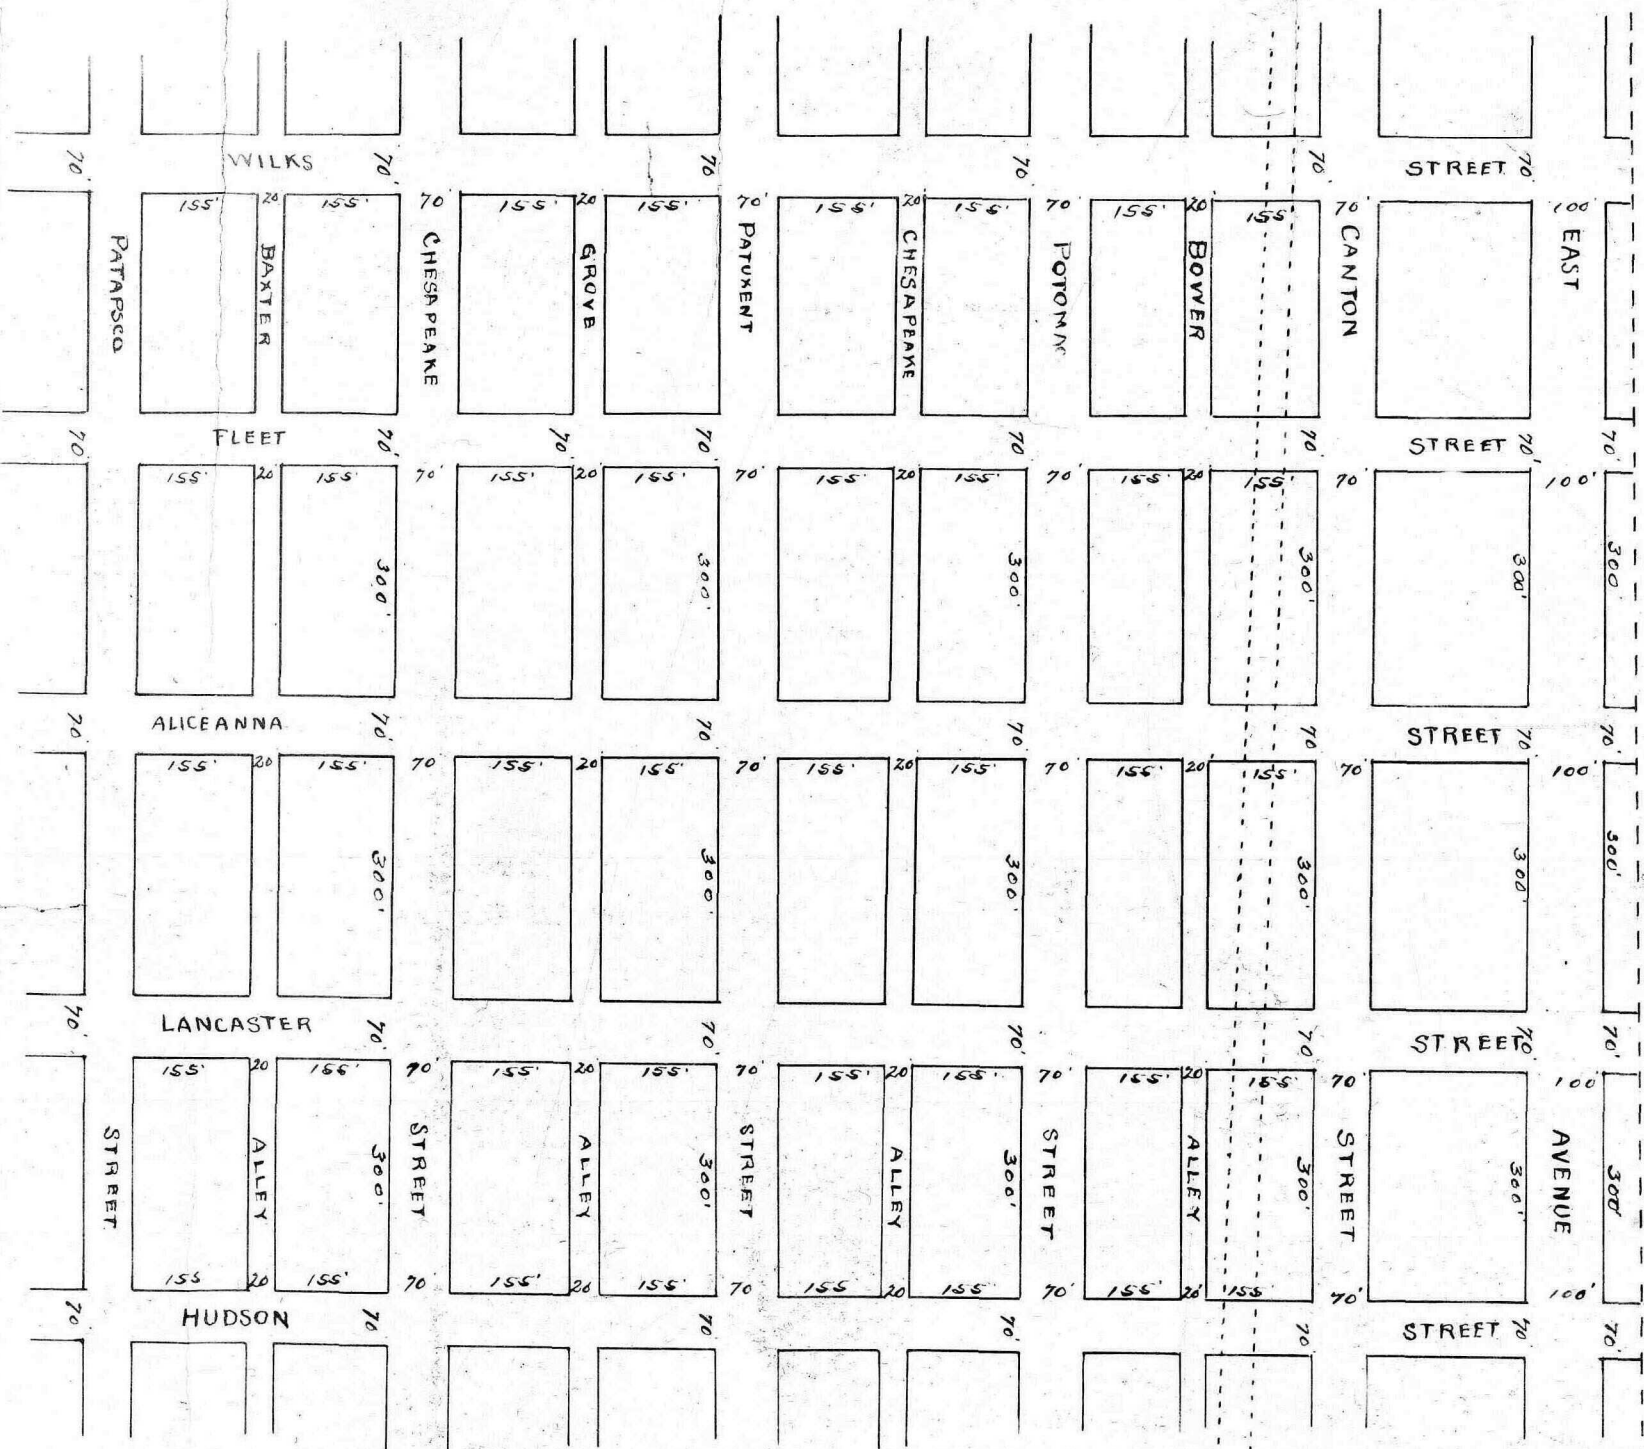 70' WILKS 70' 70 70' 70' STREET 70'
155' 20 155' 70' 155' 20 155' 70' 155' 20 155' 70' 155' 20 155' 70' 100'
PATAPSCO BAXTER CHESAPEAKE GROVE PATUXENT CHESAPEAKE POTOMAC BOWER CANTON EAST
70' FLEET 70' 70' 70' 70 70' STREET 70' 70'
155' 20 155' 70' 155' 20 155' 70' 155' 20 155' 70' 155' 20 155' 70' 100'
300' 300' 300' 300' 300' 300
70' ALICEANNA 70' 70' 70' 70' STREET 70' 70'
155' 20 155' 70' 155' 20 155' 70' 155' 20 155' 70' 155' 20' 155' 70' 100'
300' 300' 300' 300' 300' 300'
70' LANCASTER 70' 70' 70' 70 STREET 70' 70'
155' 20 155' 70' 155' 20 155' 70' 155' 20 155' 70' 155' 20 155' 70' 100'
STREET ALLEY 300' STREET ALLEY 300' STREET ALLEY 300' STREET ALLEY 300' STREET 300' AVENUE 300'
155 20 155' 70' 155' 20 155' 70 155 20 155' 70' 155' 20' 155' 70' 100'
70' HUDSON 70 70' 70' 70' STREET 70' 70'